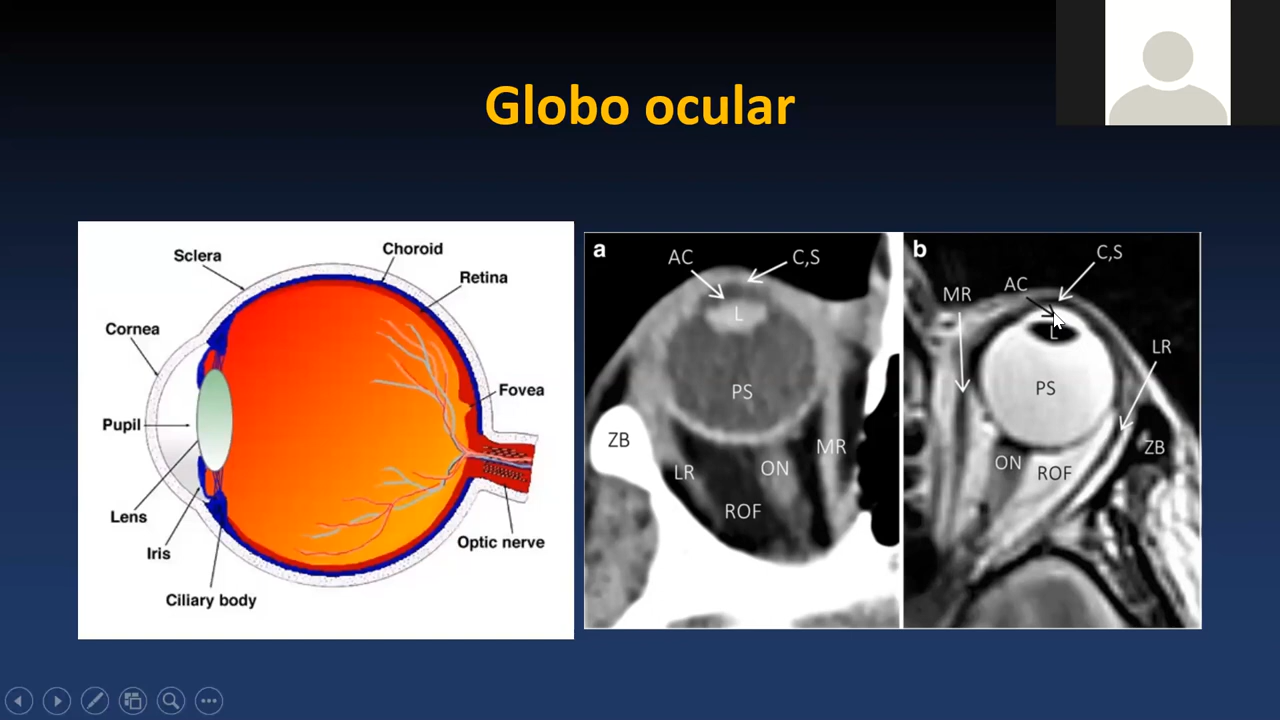 Globo ocular
Sclera
Choroid
Retina
Cornea
Fovea
Pupil
Lens
Iris
Optic nerve
Ciliary body
a
AC
C,S
L
PS
ZB
LR
ON
MR
ROF
b
C,S
AC
MR
L
LR
PS
ZB
ON
ROF